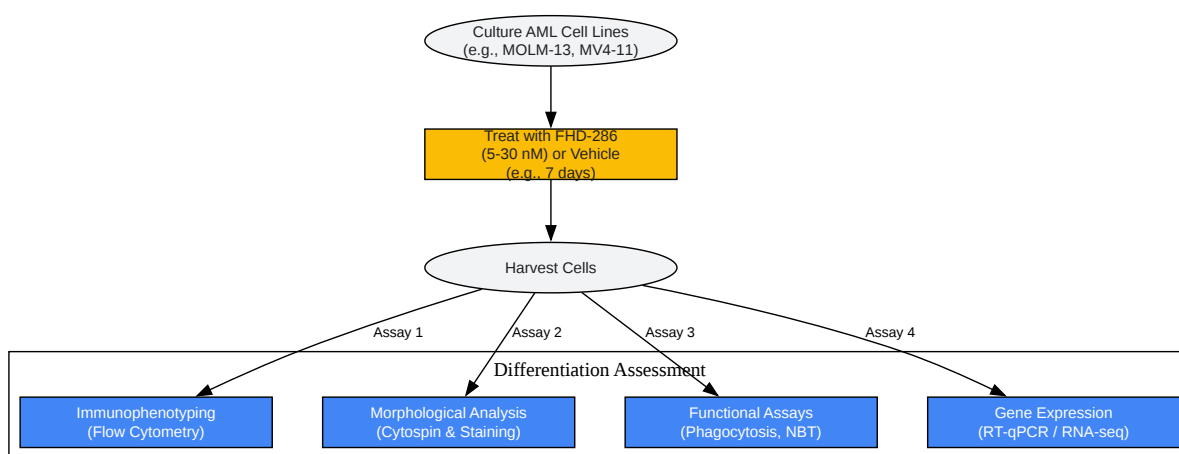 Culture AML Cell Lines
(e.g., MOLM-13, MV4-11)
Treat with FHD-286
(5-30 nM) or Vehicle
(e.g., 7 days)
Harvest Cells
Assay 1
Assay 2
Assay 3
Assay 4
Differentiation Assessment
Immunophenotyping
(Flow Cytometry)
Morphological Analysis
(Cytospin & Staining)
Functional Assays
(Phagocytosis, NBT)
Gene Expression
(RT-qPCR / RNA-seq)